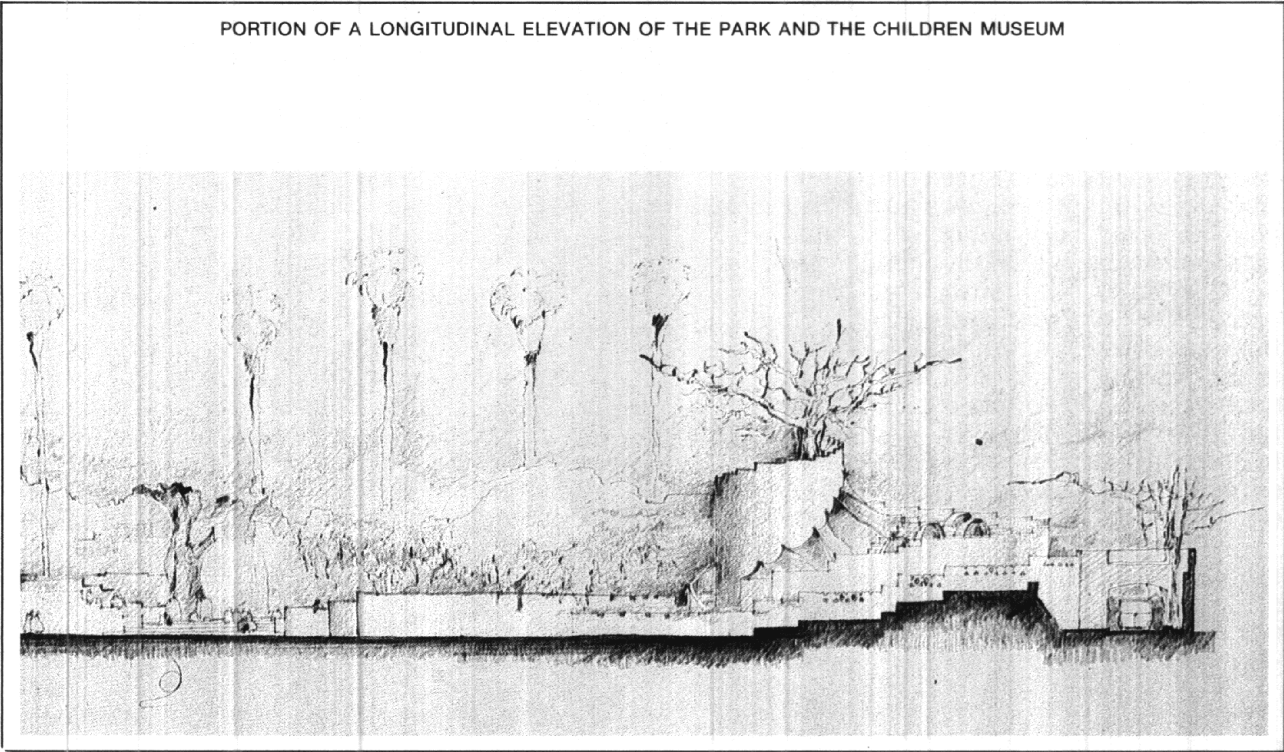 PORTION OF A LONGITUDINAL ELEVATION OF THE PARK AND THE CHILDREN MUSEUM